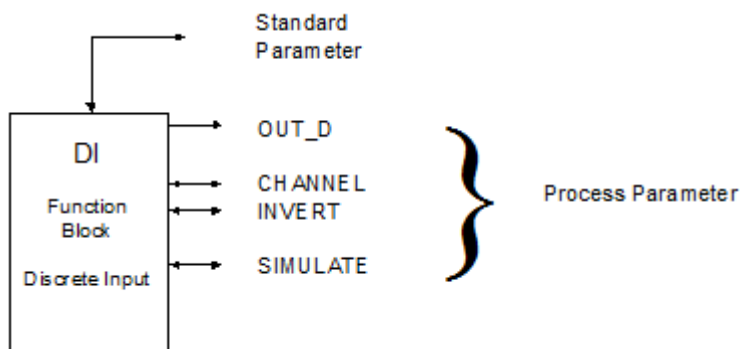 Standard
Parameter
OUT_D
DI
CHANNEL
Function
Block
INVERT
Process Parameter
SIMULATE
Discrete Input